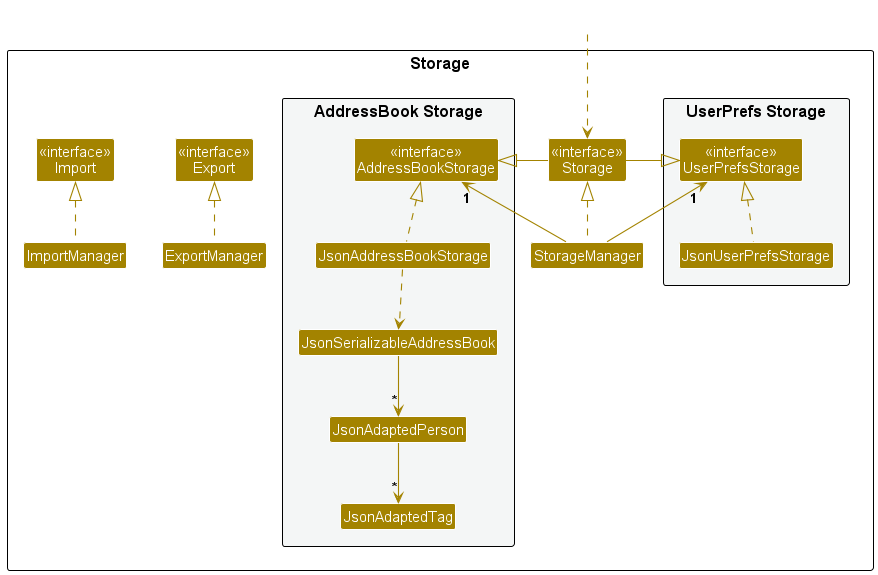 Storage
AddressBook Storage
UserPrefs Storage
«interface»
Import
«interface»
Export
«interface»
AddressBookStorage
«interface»
Storage
«interface»
UserPrefsStorage
1
1
ImportManager
ExportManager
JsonAddressBookStorage
StorageManager
JsonUserPrefsStorage
JsonSerializableAddressBook
*
JsonAdaptedPerson
*
JsonAdaptedTag